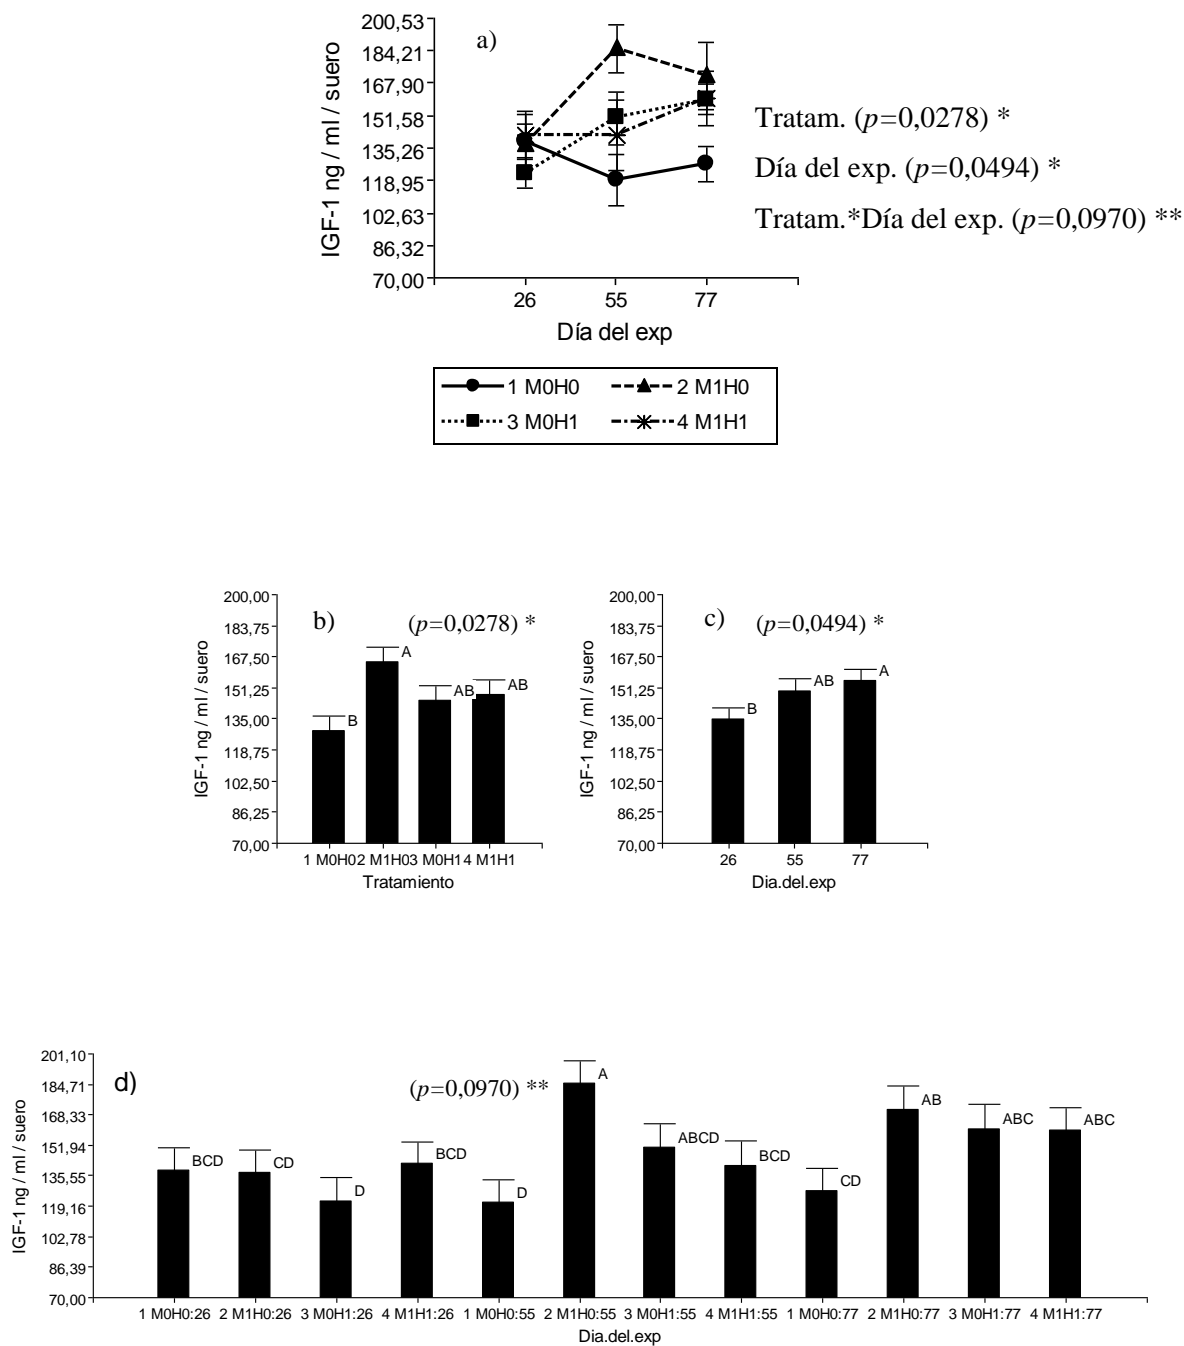 a)
200,53
184,21
167,90
151,58
135,26
118,95
102,63
86,32
70,00
IGF-1 ng / ml / suero
26 55 77
Día del exp
Tratam. (p=0,0278) *
Día del exp. (p=0,0494) *
Tratam.*Día del exp. (p=0,0970) **
1 M0H0 2 M1H0
3 M0H1 4 M1H1
b) (p=0,0278) *
200,00
183,75
167,50
151,25
135,00
118,75
102,50
86,25
70,00
IGF-1 ng / ml / suero
B A AB AB
1 M0H0 2 M1H0 3 M0H1 4 M1H1
Tratamiento
c) (p=0,0494) *
200,00
183,75
167,50
151,25
135,00
118,75
102,50
86,25
70,00
IGF-1 ng / ml / suero
B AB A
26 55 77
Dia.del.exp
d) (p=0,0970) **
201,10
184,71
168,33
151,94
135,55
119,16
102,78
86,39
70,00
IGF-1 ng / ml / suero
BCD CD D BCD D A ABCD BCD CD AB ABC ABC
1 M0H0:26 2 M1H0:26 3 M0H1:26 4 M1H1:26 1 M0H0:55 2 M1H0:55 3 M0H1:55 4 M1H1:55 1 M0H0:77 2 M1H0:77 3 M0H1:77 4 M1H1:77
Dia.del.exp